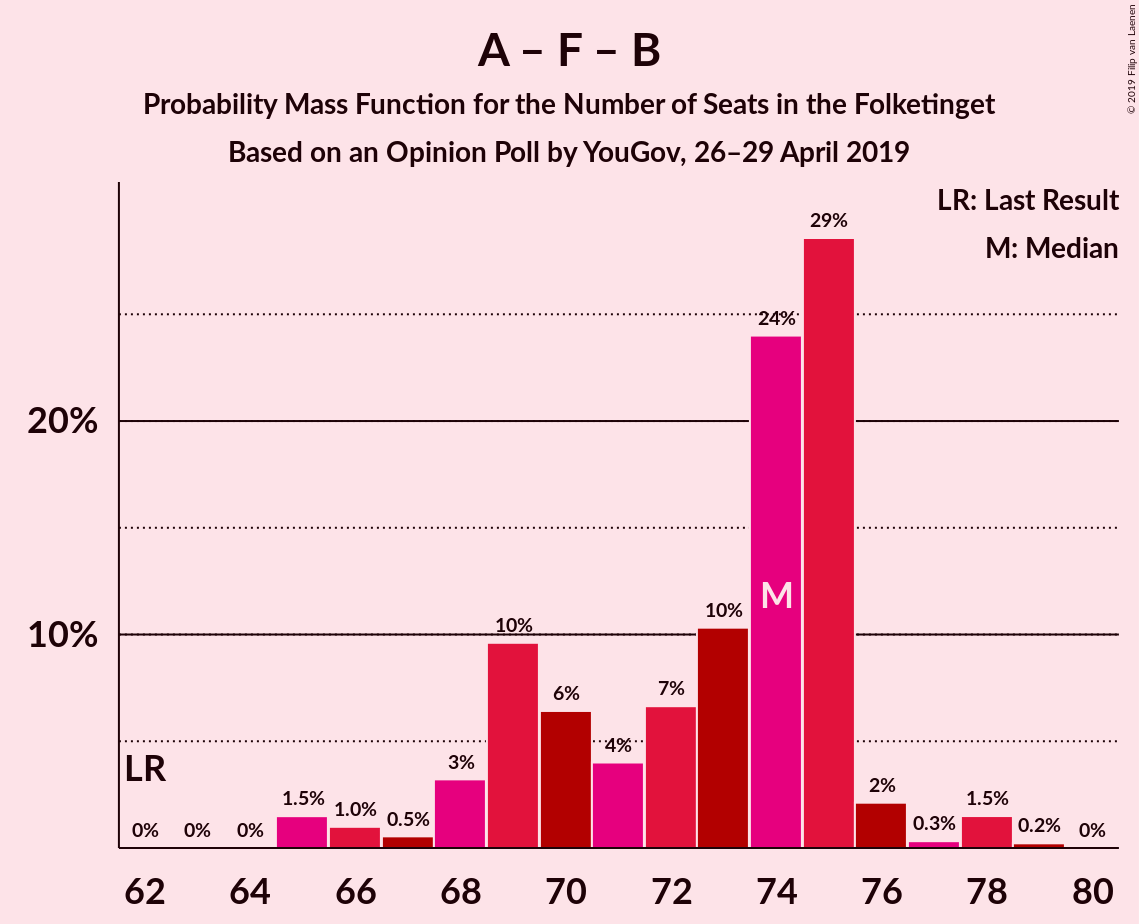 A – F – B
Probability Mass Function for the Number of Seats in the Folketinget
Based on an Opinion Poll by YouGov, 26–29 April 2019
© 2019 Filip van Laenen
LR: Last Result
M: Median
20%
10%
LR
M
0%
0%
0%
1.5%
1.0%
0.5%
3%
10%
6%
4%
7%
10%
24%
29%
2%
0.3%
1.5%
0.2%
0%
62 64 66 68 70 72 74 76 78 80